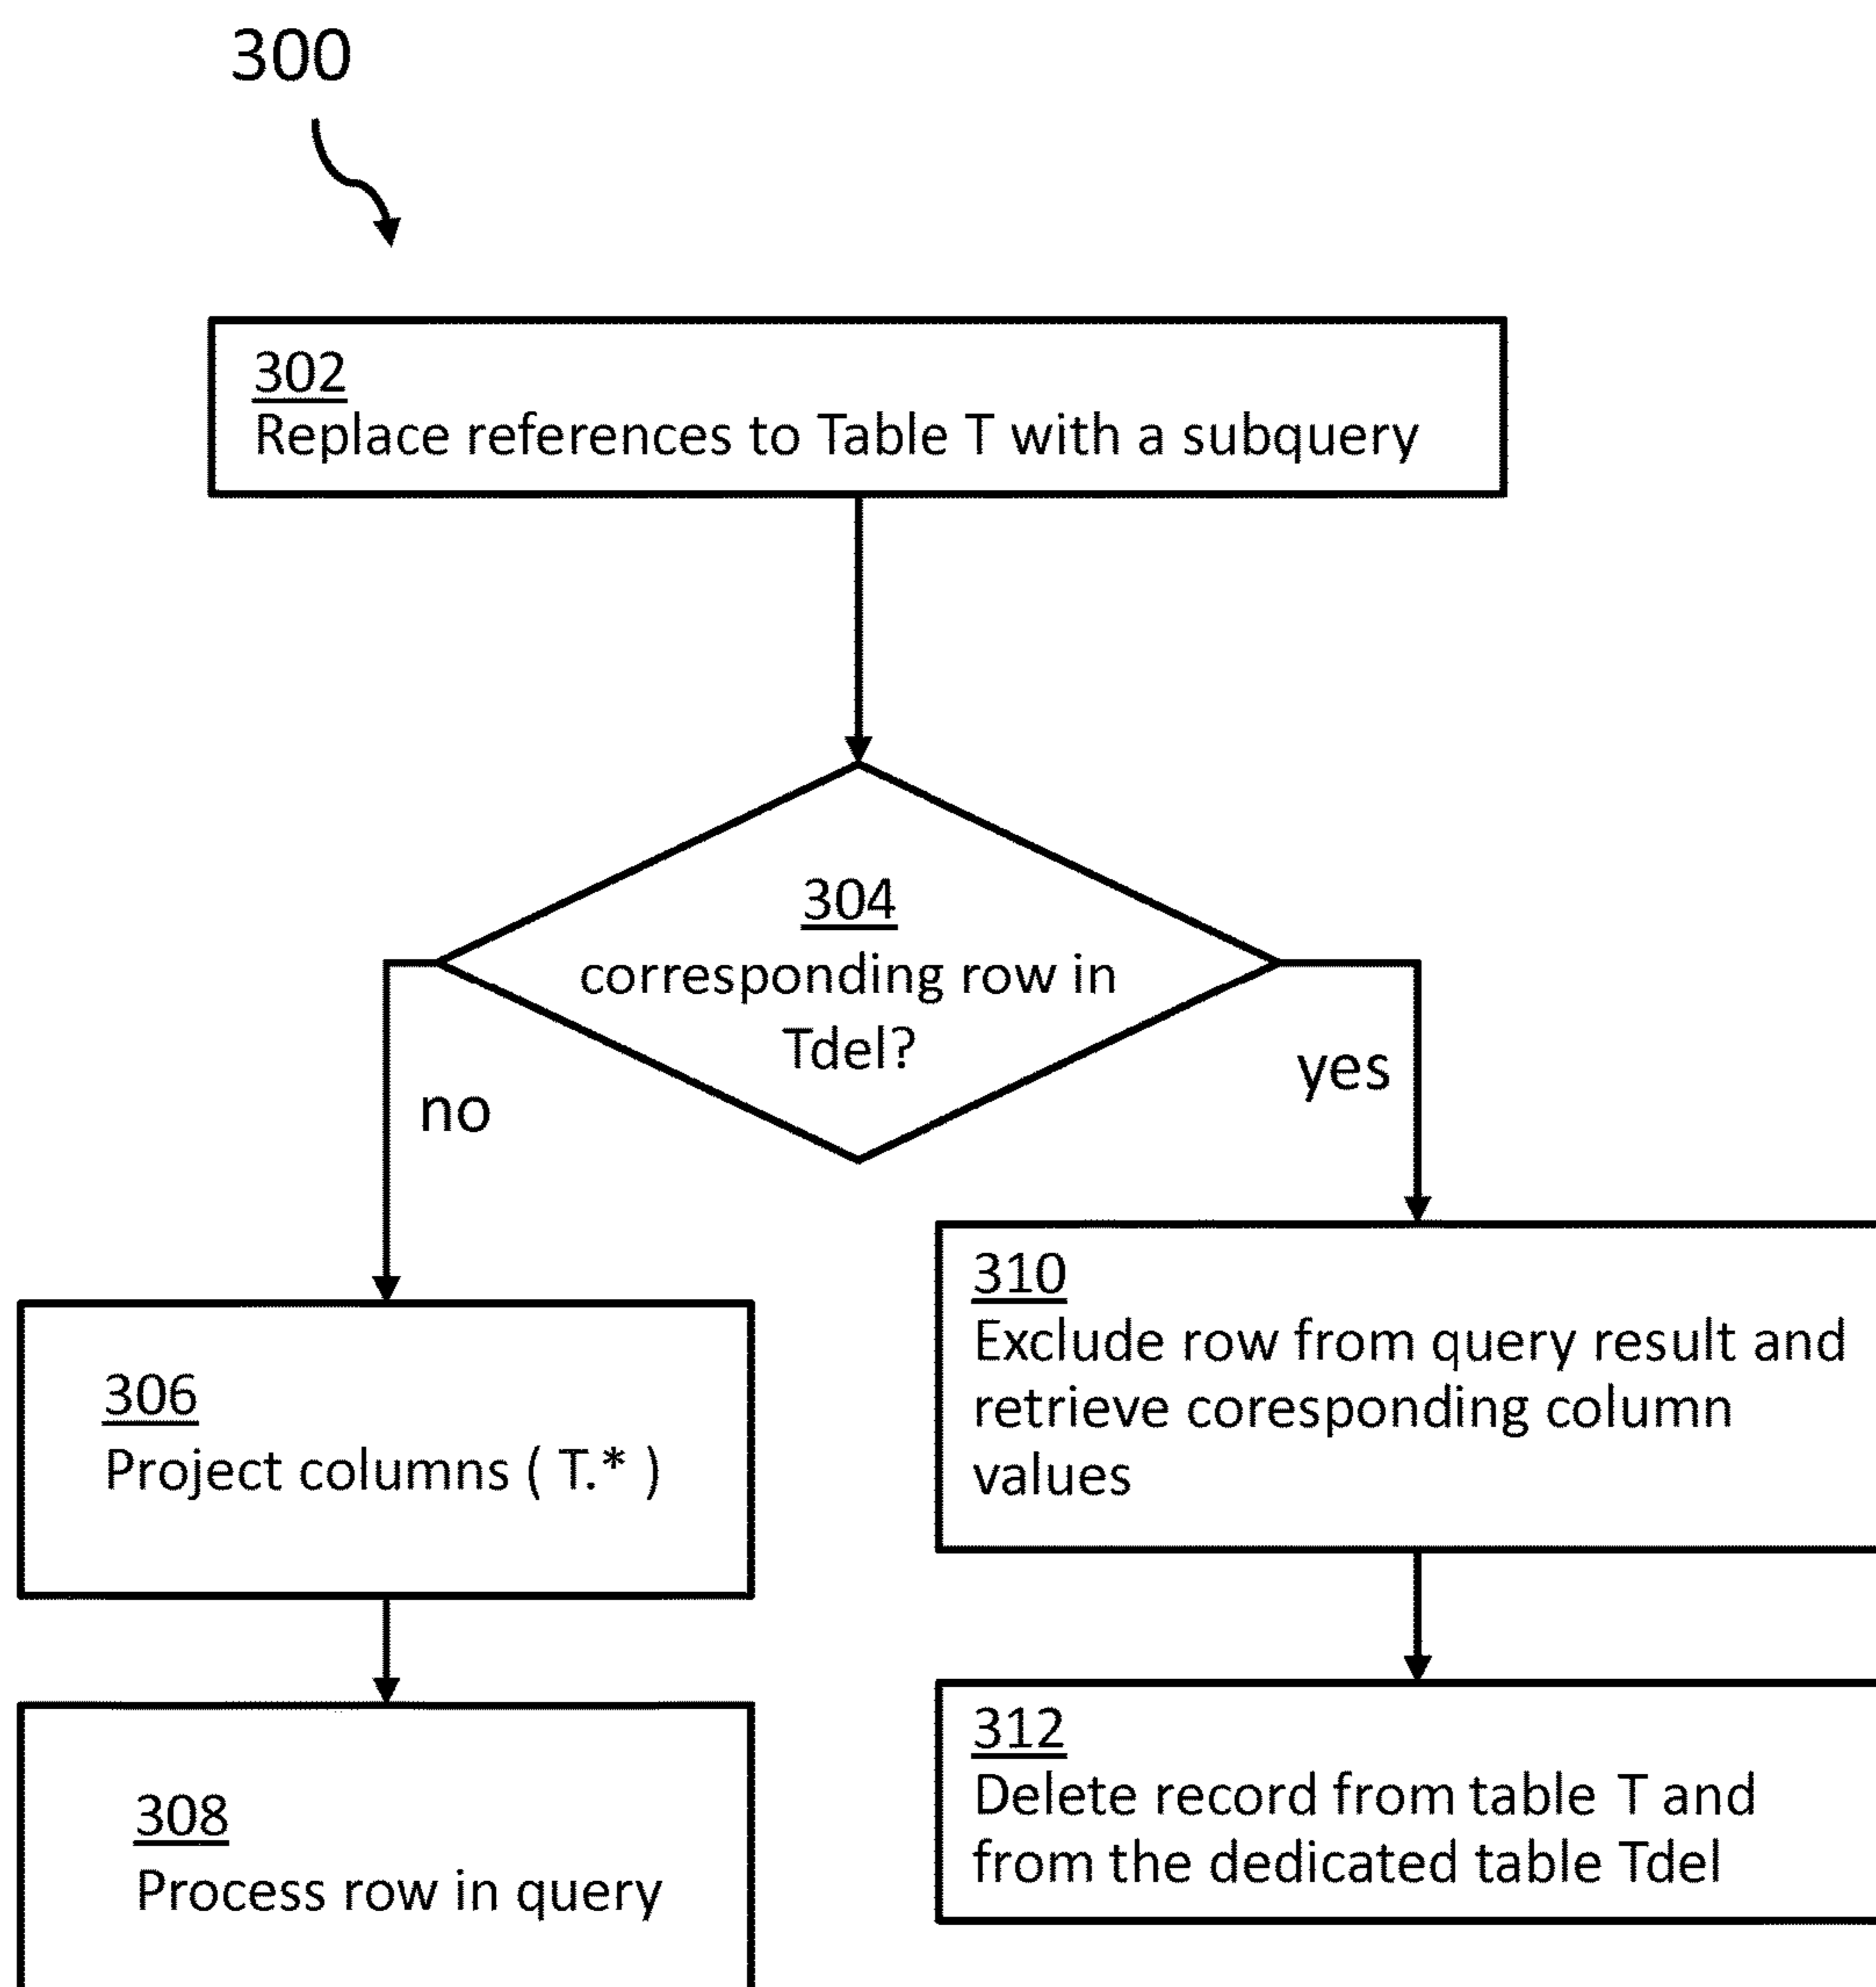 300
302
Replace references to Table T with a subquery
304
corresponding row in
Tdel?
no
yes
306
Project columns ( T.* )
308
Process row in query
310
Exclude row from query result and
retrieve coresponding column
values
312
Delete record from table T and
from the dedicated table Tdel